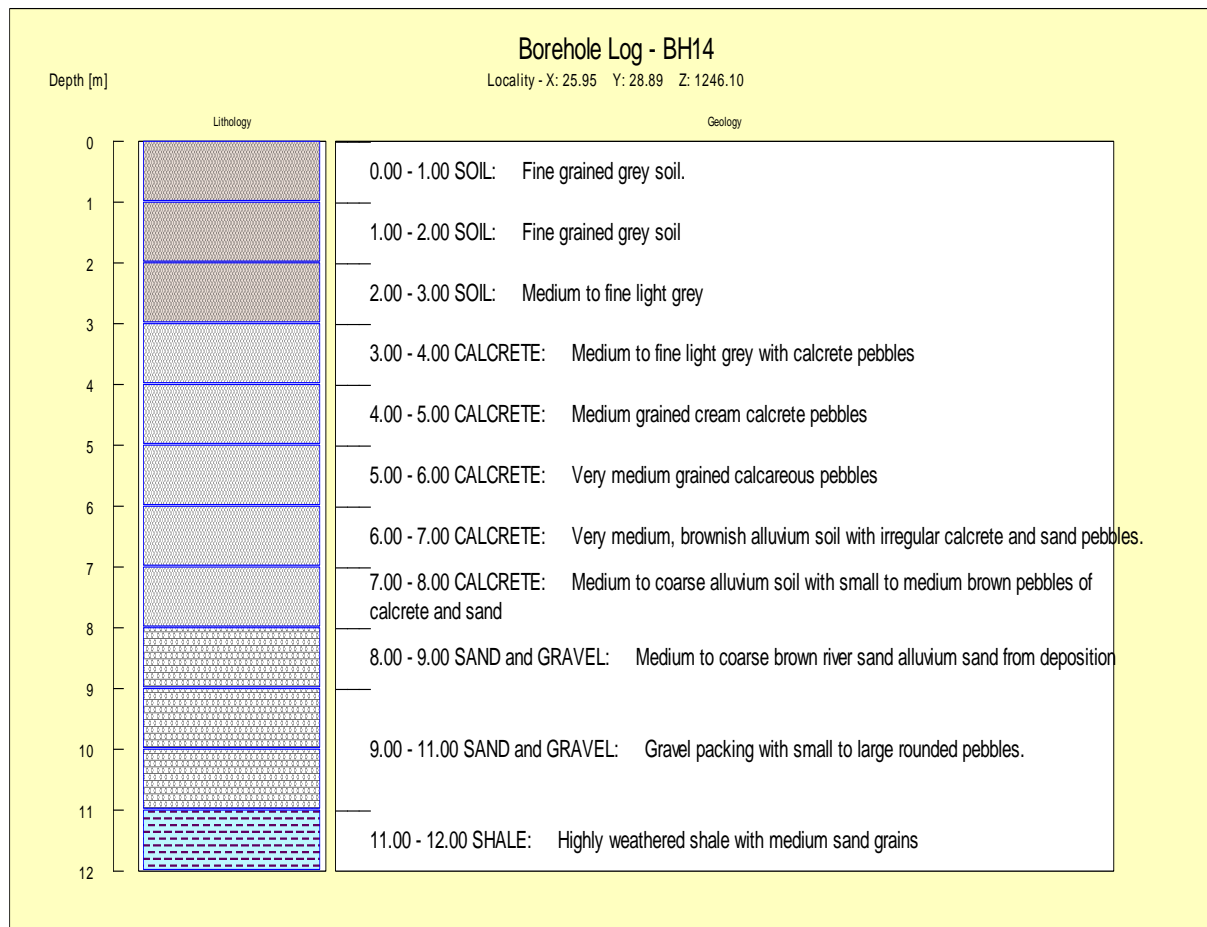 Borehole Log - BH14
Locality - X: 25.95 Y: 28.89 Z: 1246.10
Depth [m]
Lithology
Geology
0
0.00 - 1.00 SOIL: Fine grained grey soil.
1
1.00 - 2.00 SOIL: Fine grained grey soil
2
2.00 - 3.00 SOIL: Medium to fine light grey
3
3.00 - 4.00 CALCRETE: Medium to fine light grey with calcrete pebbles
4
4.00 - 5.00 CALCRETE: Medium grained cream calcrete pebbles
5
5.00 - 6.00 CALCRETE: Very medium grained calcareous pebbles
6
6.00 - 7.00 CALCRETE: Very medium, brownish alluvium soil with irregular calcrete and sand pebbles.
7
7.00 - 8.00 CALCRETE: Medium to coarse alluvium soil with small to medium brown pebbles of
calcrete and sand
8
8.00 - 9.00 SAND and GRAVEL: Medium to coarse brown river sand alluvium sand from deposition
9
9.00 - 11.00 SAND and GRAVEL: Gravel packing with small to large rounded pebbles.
10
11
11.00 - 12.00 SHALE: Highly weathered shale with medium sand grains
12